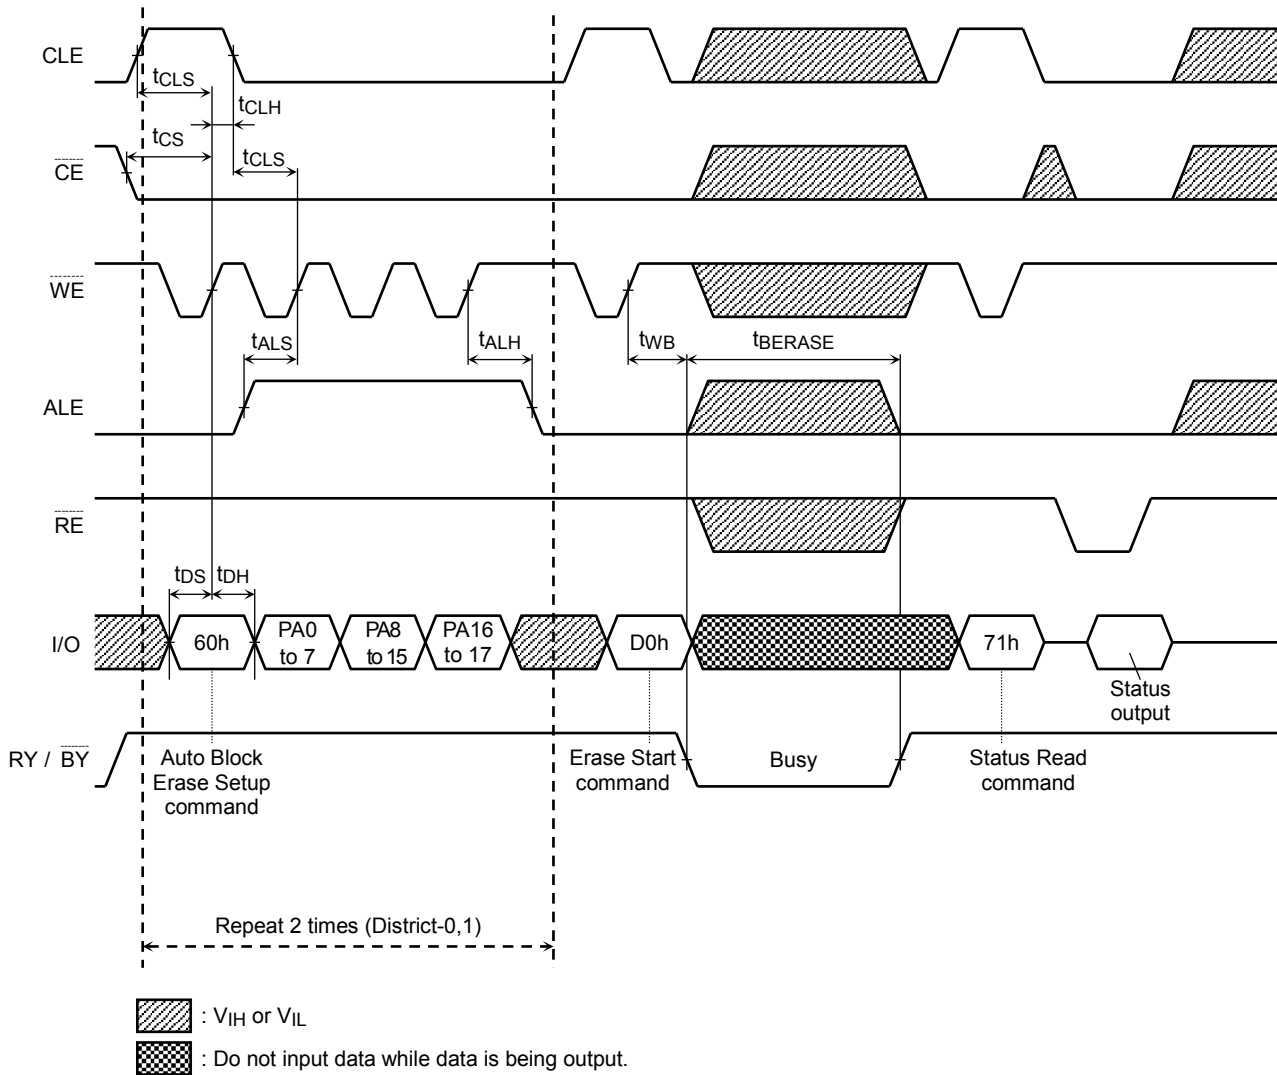 CLE
tCLS
tCLH
tCS
CE
tCLS
WE
tALS
tALH
tWB
tBERASE
ALE
RE
tDS
tDH
I/O
60h
PA0
to 7
PA8
to 15
PA16
to 17
D0h
71h
Status
output
RY / BY
Auto Block
Erase Setup
command
Erase Start
command
Busy
Status Read
command
Repeat 2 times (District-0,1)
: VIH or VIL
: Do not input data while data is being output.